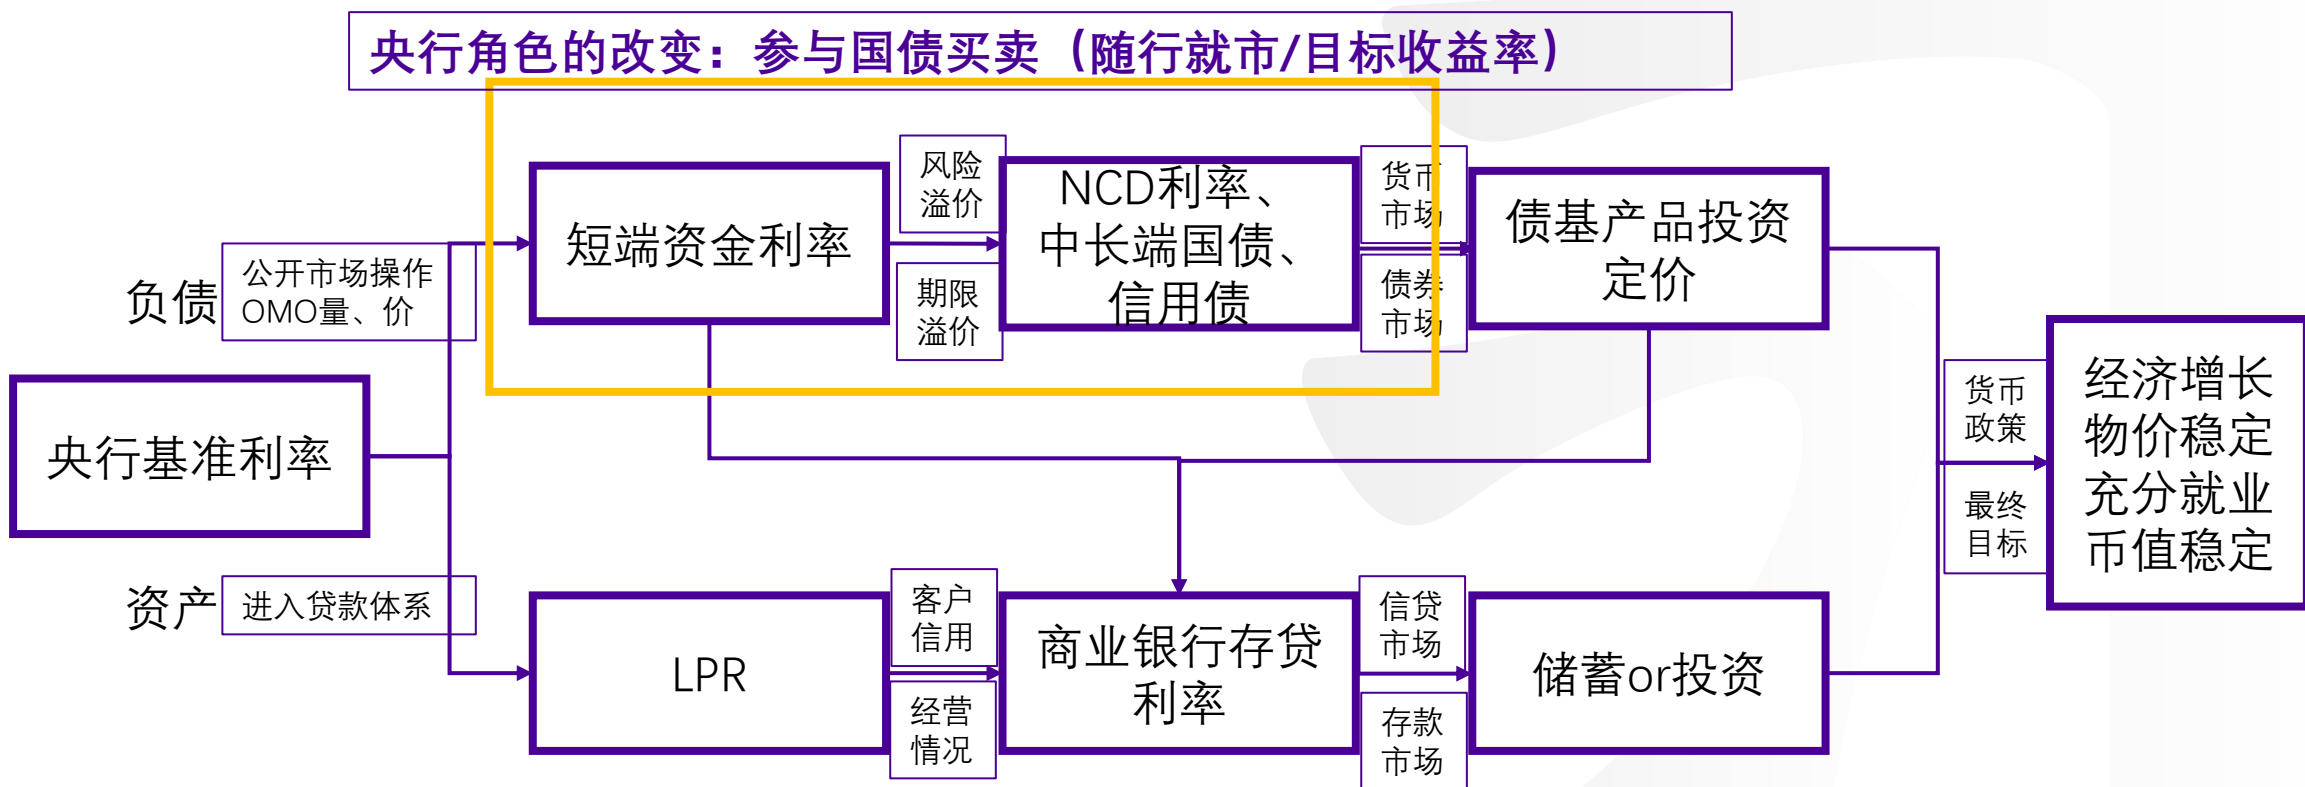 央行角色的改变：参与国债买卖（随行就市/目标收益率）
风险
溢价
期限
溢价
短端资金利率
NCD利率、
中长端国债、
信用债
货币
市场
债券
市场
债基产品投资
定价
负债
公开市场操作
OMO量、价
央行基准利率
资产
进入贷款体系
LPR
客户
信用
经营
情况
商业银行存贷
利率
信贷
市场
存款
市场
储蓄or投资
货币
政策
最终
目标
经济增长
物价稳定
充分就业
币值稳定